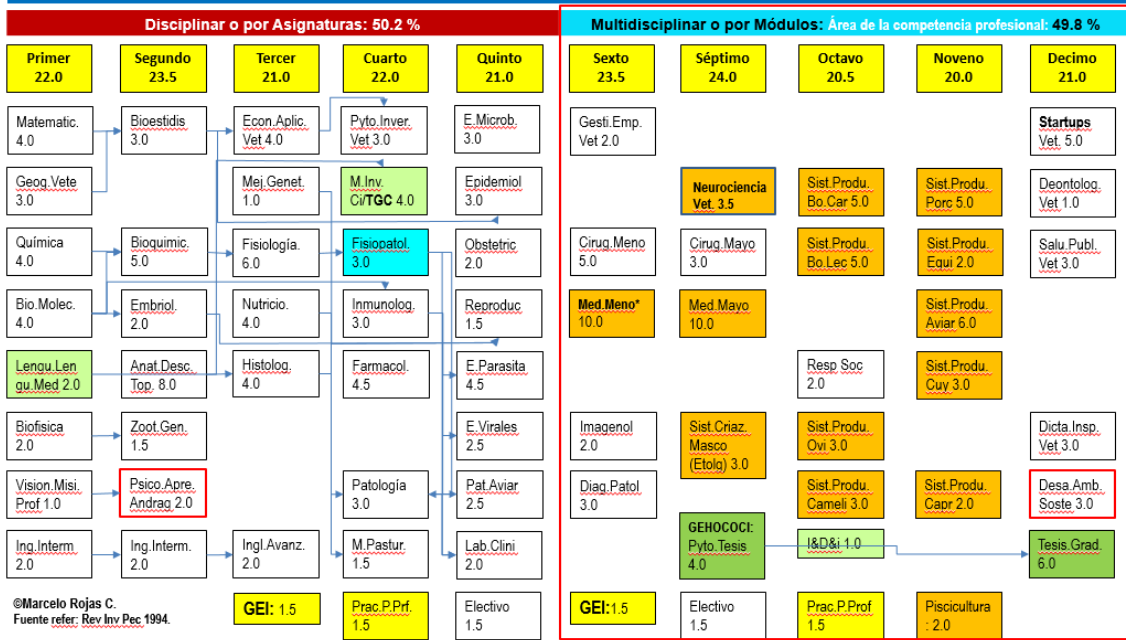 Disciplinar o por Asignaturas: 50.2 %
Multidisciplinar o por Módulos: Área de la competencia profesional: 49.8 %
Primer
22.0
Segundo
23.5
Tercer
21.0
Cuarto
22.0
Quinto
21.0
Sexto
23.5
Séptimo
24.0
Octavo
20.5
Noveno
20.0
Decimo
21.0
Matematic.
4.0
Bioestidis
3.0
Econ.Aplic.
Vet 4.0
Pyto.Inver.
Vet 3.0
E.Microb.
3.0
Gesti.Emp.
Vet 2.0
Startups
Vet. 5.0
Geog.Vete
3.0
Mej.Genet.
1.0
M.Inv.
Ci/TGC 4.0
Epidemiol
3.0
Neurociencia
Vet. 3.5
Sist.Produ.
Bo.Car 5.0
Sist.Produ.
Porc 5.0
Deontolog.
Vet 1.0
Química
4.0
Bioquimic.
5.0
Fisiología.
6.0
Fisiopatol.
3.0
Obstetric
2.0
Cirug.Meno
5.0
Cirug.Mayo
3.0
Sist.Produ.
Bo.Lec 5.0
Sist.Produ.
Equi 2.0
Salu.Publ.
Vet 3.0
Bio.Molec.
4.0
Embriol.
2.0
Nutricio.
4.0
Inmunolog.
3.0
Reproduc
1.5
Med.Meno*
10.0
Med.Mayo
10.0
Sist.Produ.
Aviar 6.0
Lengu.Len
gu.Med 2.0
Anat.Desc.
Top. 8.0
Histolog.
4.0
Farmacol.
4.5
E.Parasita
4.5
Resp Soc
2.0
Sist.Produ.
Cuy 3.0
Biofisica
2.0
Zoot.Gen.
1.5
E.Virales
2.5
Imagenol
2.0
Sist.Criaz.
Masco
(Etolg) 3.0
Sist.Produ.
Ovi 3.0
Dicta.Insp.
Vet 3.0
Vision.Misi.
Prof 1.0
Psico.Apre.
Andrag 2.0
Patología
3.0
Pat.Aviar
2.5
Diag.Patol
3.0
Sist.Produ.
Cameli 3.0
Sist.Produ.
Capr 2.0
Desa.Amb.
Soste 3.0
Ing.Interm
2.0
Ing.Interm.
2.0
Ingl.Avanz.
2.0
M.Pastur.
1.5
Lab.Clini
2.0
GEHOCOCI:
Pyto.Tesis
4.0
I&D&i 1.0
Tesis.Grad.
6.0
©Marcelo Rojas C.
Fuente refer: Rev Inv Pec 1994.
GEI: 1.5
Prac.P.Prf.
1.5
Electivo
1.5
GEI:1.5
Electivo
1.5
Prac.P.Prof
1.5
Piscicultura
: 2.0